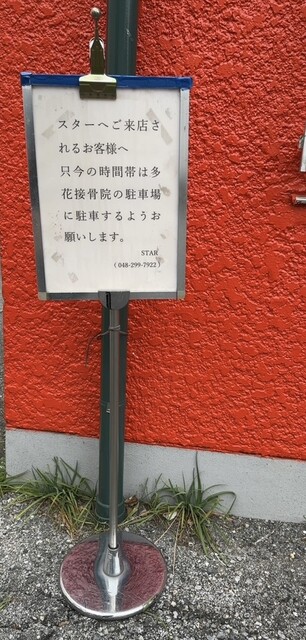 スターへご来店さ
れるお客様へ
只今の時間帯は多
花接骨院の駐車場
に駐車するようお
願いします。
STAR
（048-299-7922）